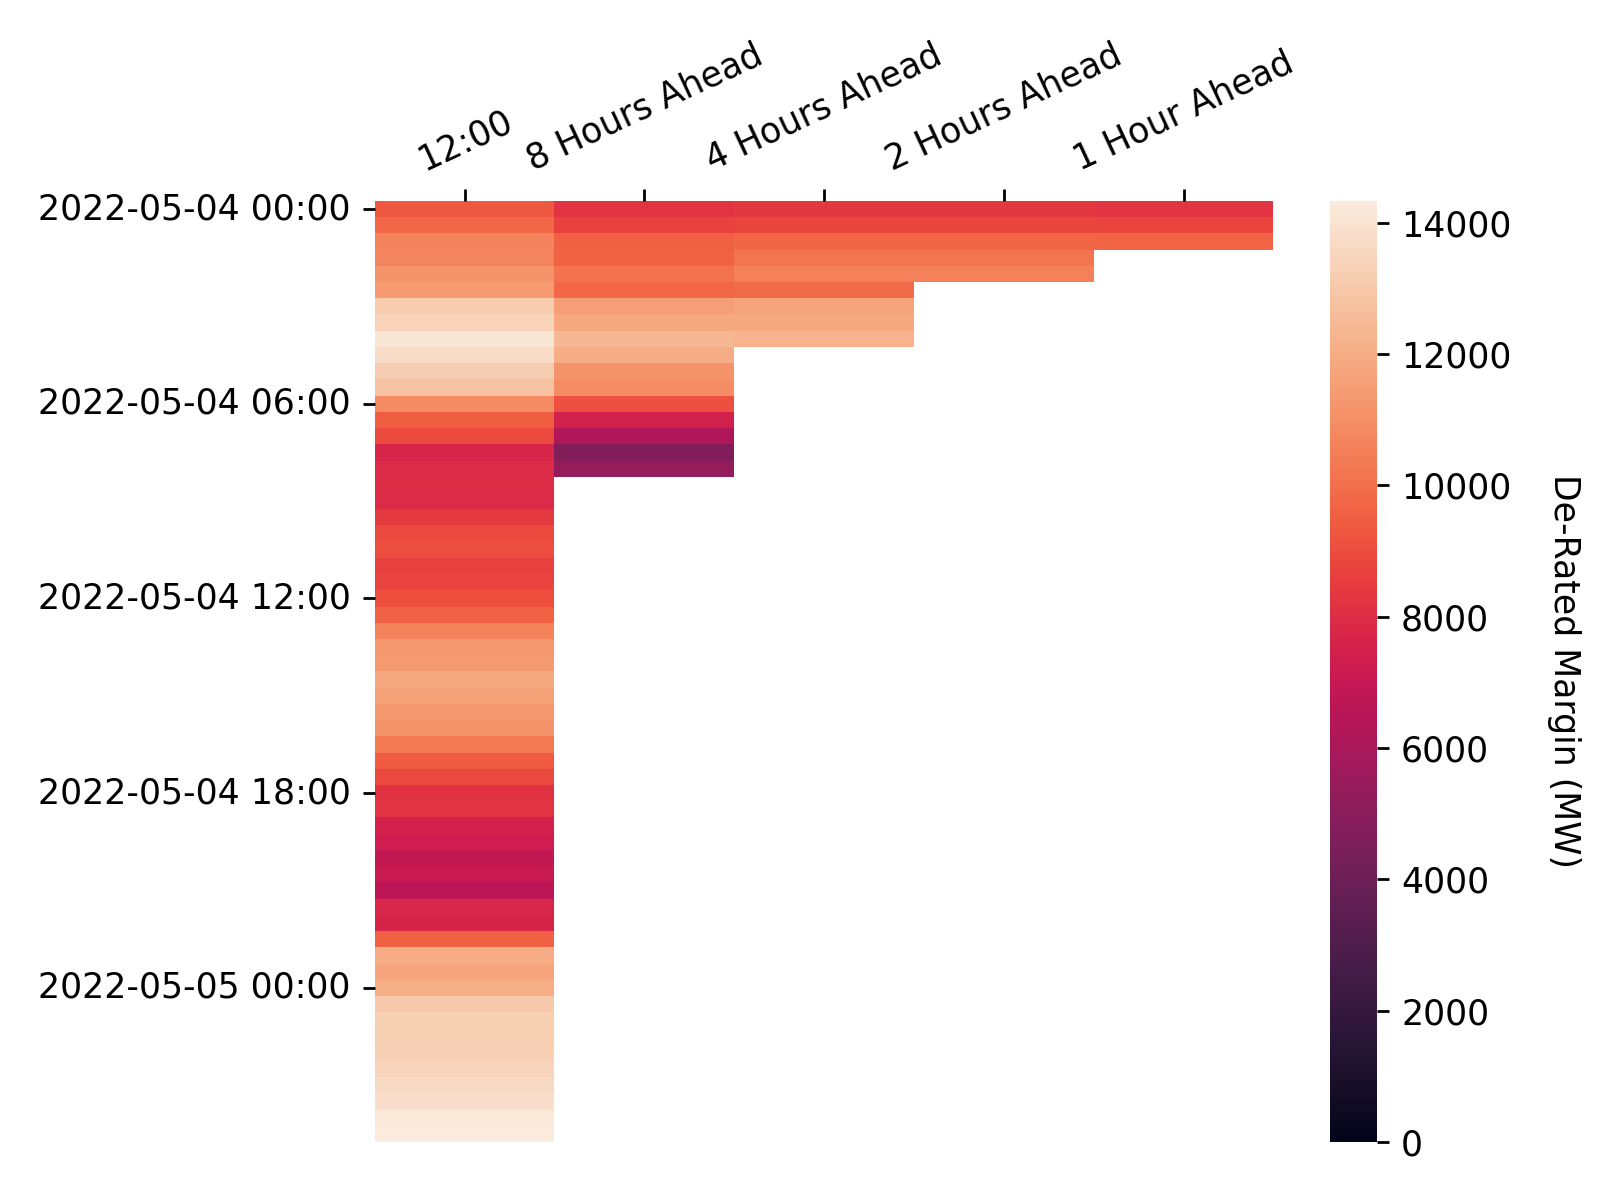 12:00
8 Hours Ahead
4 Hours Ahead
2 Hours Ahead
1 Hour Ahead
2022-05-04 00:00
2022-05-04 06:00
2022-05-04 12:00
2022-05-04 18:00
2022-05-05 00:00
14000
12000
10000
8000
6000
4000
2000
0
De-Rated Margin (MW)